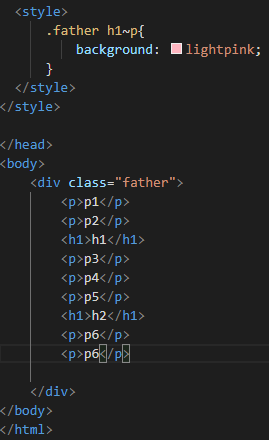 <style>
.father h1~p{
background: lightpink;
}
</style>
</style>
</head>
<body>
<div class="father">
<p>p1</p>
<p>p2</p>
<h1>h1</h1>
<p>p3</p>
<p>p4</p>
<p>p5</p>
<h1>h2</h1>
<p>p6</p>
<p>p6</p>
</div>
</body>
</html>